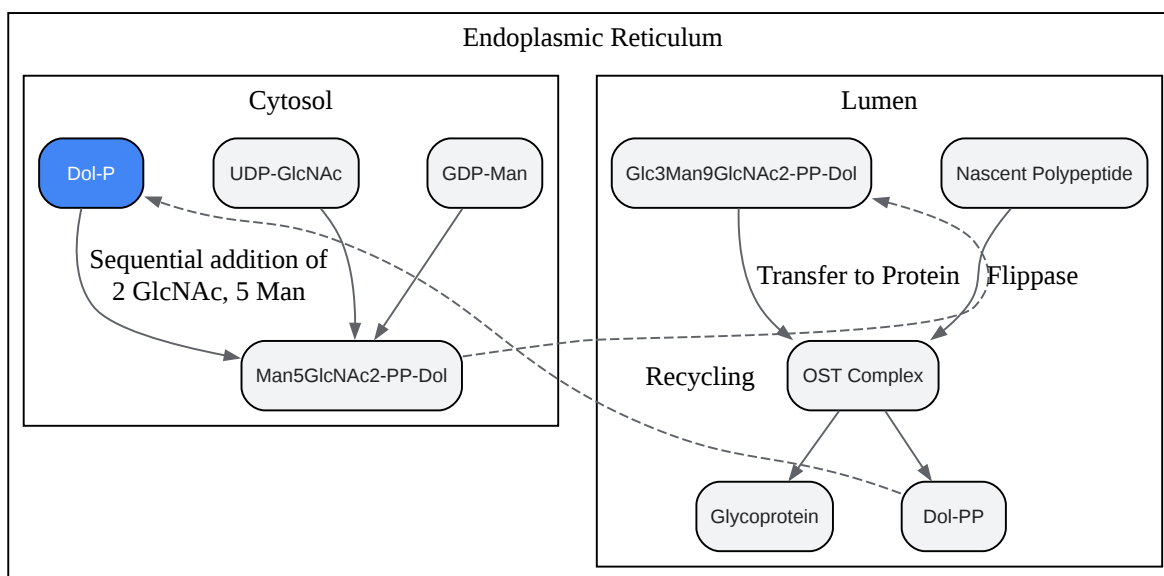 Endoplasmic Reticulum
Cytosol
Lumen
Dol-P
UDP-GlcNAc
GDP-Man
Glc3Man9GlcNAc2-PP-Dol
Nascent Polypeptide
Sequential addition of
2 GlcNAc, 5 Man
Transfer to Protein
Flippase
Man5GlcNAc2-PP-Dol
Recycling
OST Complex
Glycoprotein
Dol-PP